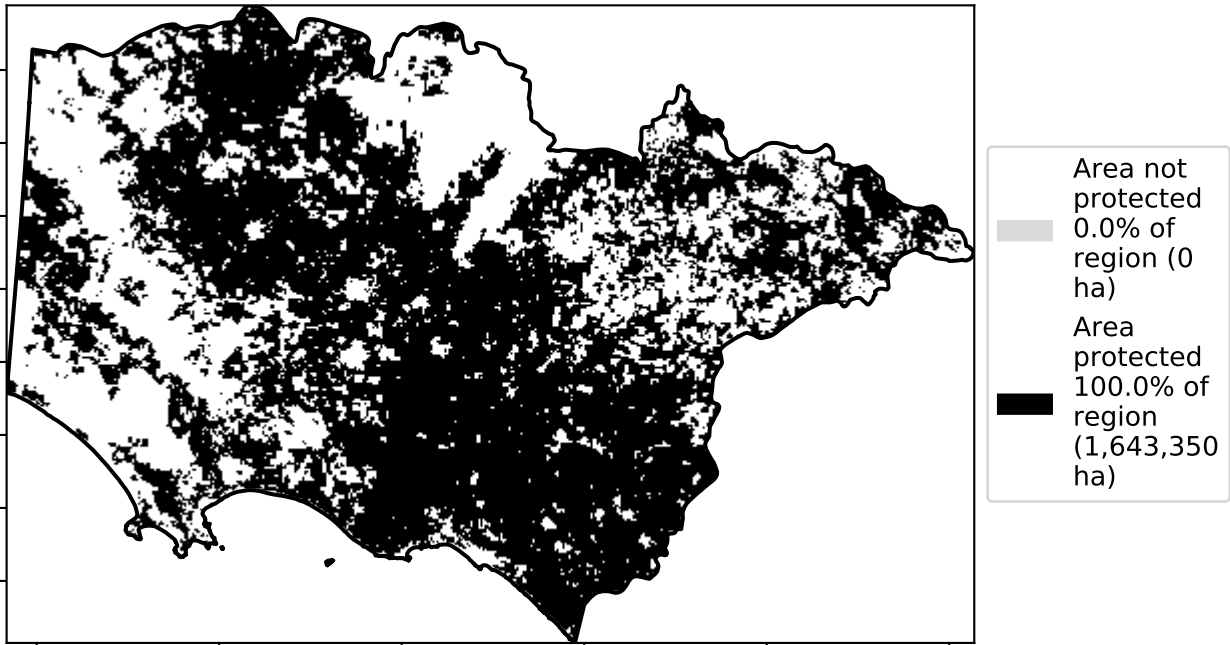 Area not
protected
0.0% of
region (0
ha)
Area
protected
100.0% of
region
(1,643,350
ha)